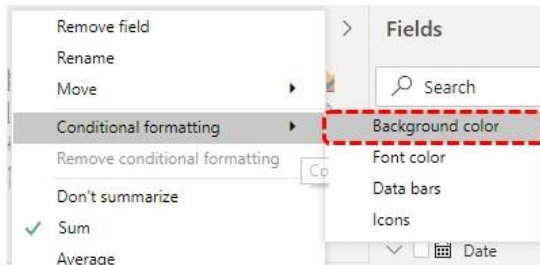 Remove field
Rename
Move
Conditional formatting
Remove conditional formatting
Co
Don't summarize
Sum
Average
Fields
Search
Background color
Font color
Data bars
Icons
Date